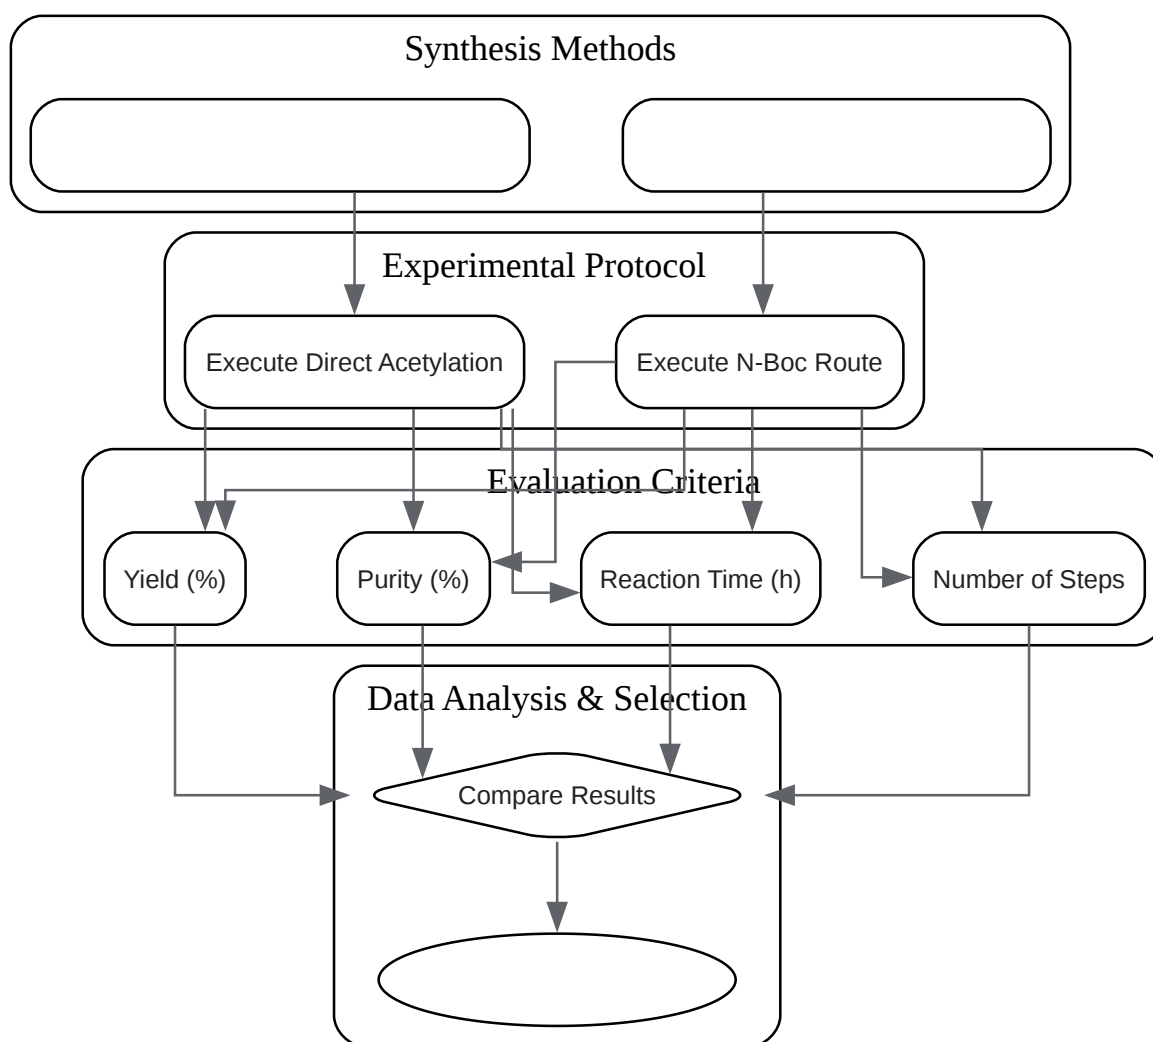 Synthesis Methods
Experimental Protocol
Execute Direct Acetylation
Execute N-Boc Route
Evaluation Criteria
Yield (%)
Purity (%)
Reaction Time (h)
Number of Steps
Data Analysis & Selection
Compare Results